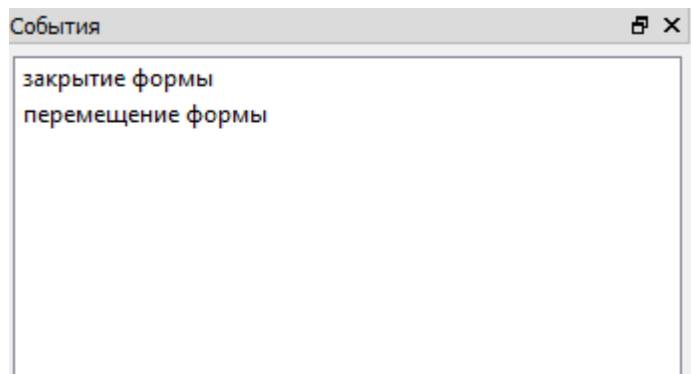 События
закрытие формы
перемещение формы